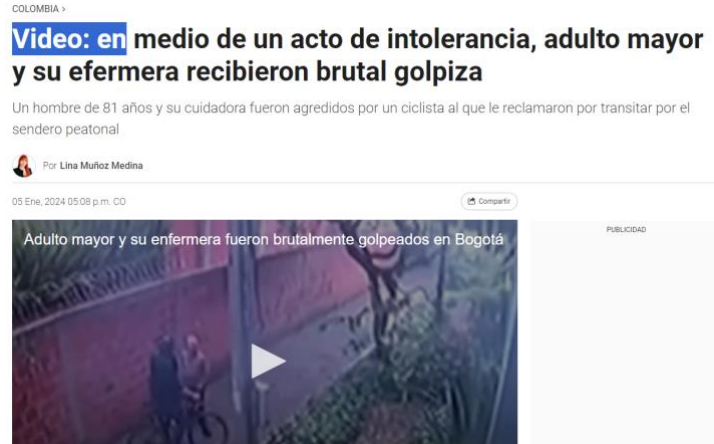 COLOMBIA >
Video: en medio de un acto de intolerancia, adulto mayor
y su efermera recibieron brutal golpiza
Un hombre de 81 años y su cuidadora fueron agredidos por un ciclista al que le reclamaron por transitar por el
sendero peatonal
Por Lina Muñoz Medina
05 Ene, 2024 05:08 p.m. CO
Compartir
PUBLICIDAD
Adulto mayor y su enfermera fueron brutalmente golpeados en Bogotá